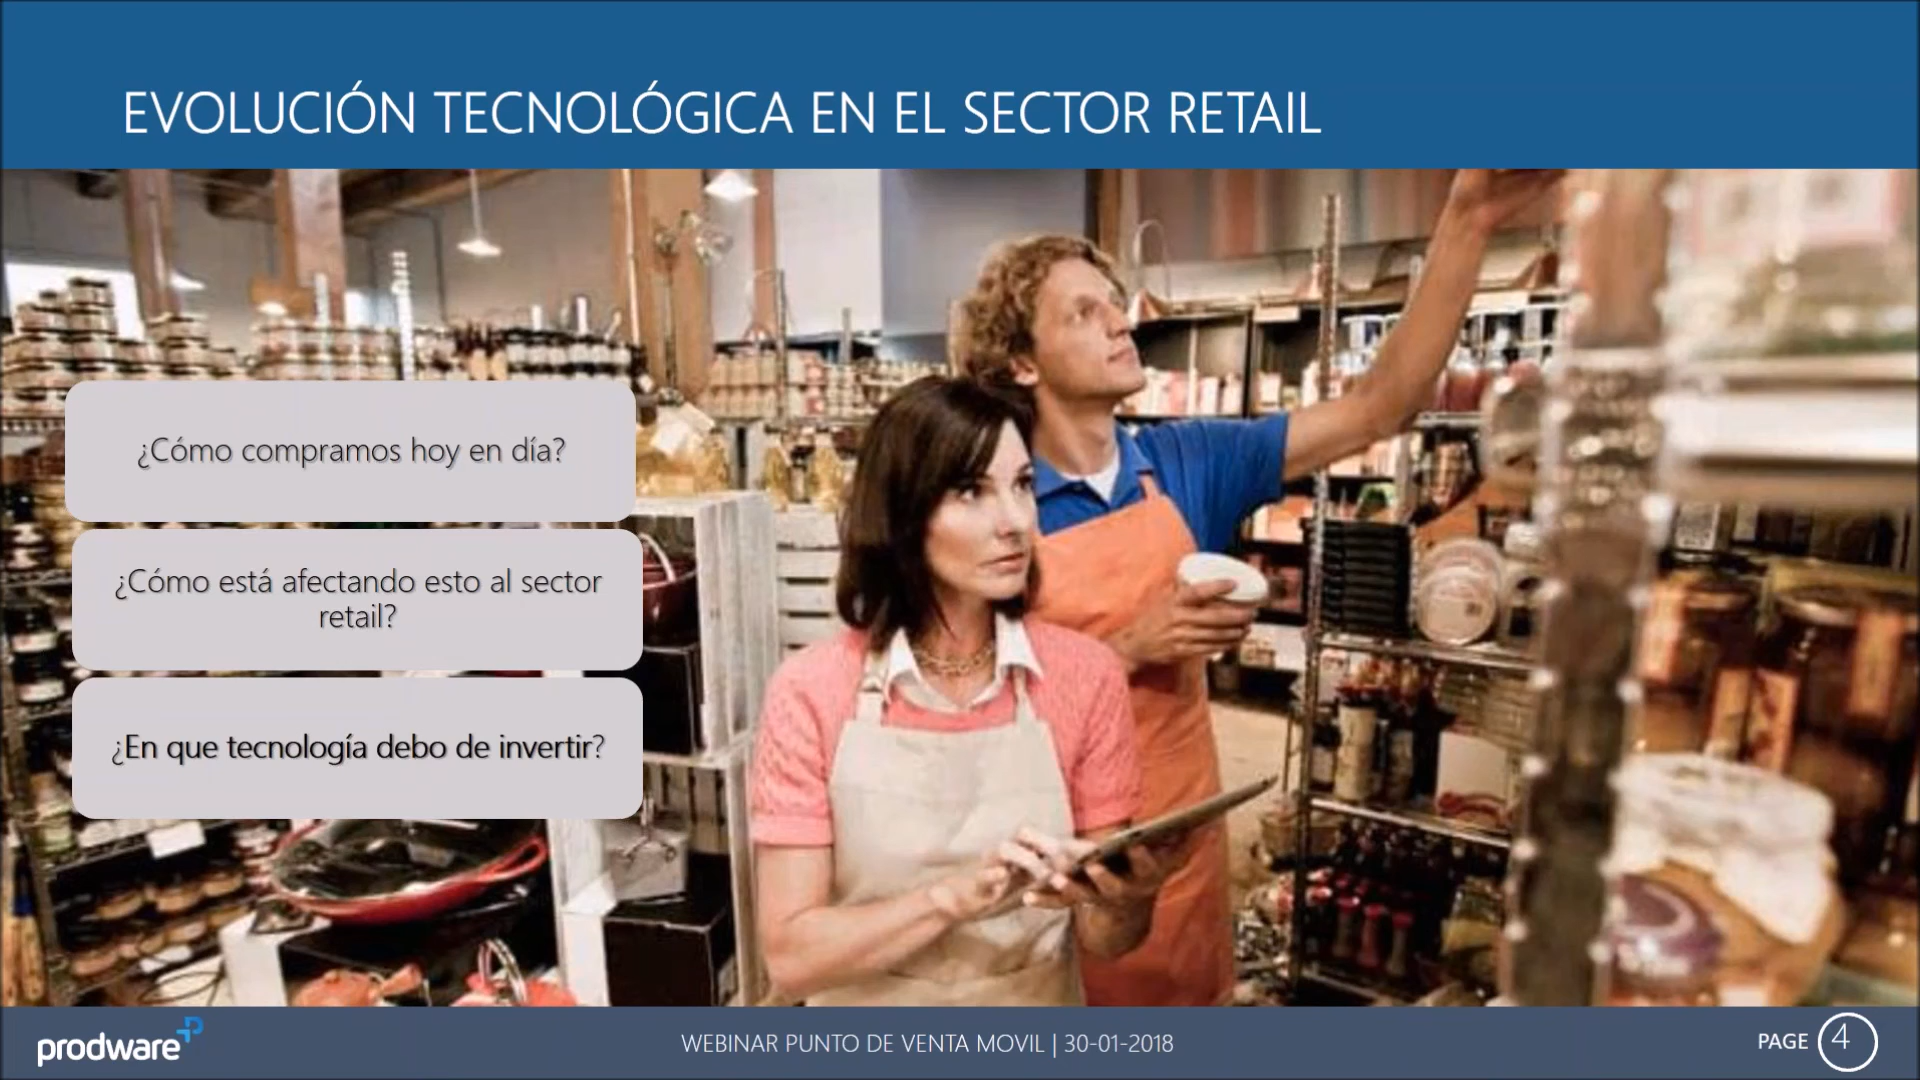 EVOLUCIÓN TECNOLÓGICA EN EL SECTOR RETAIL
¿Cómo compramos hoy en día?
¿Cómo está afectando esto al sector
retail?
¿En que tecnología debo de invertir?
prodware
WEBINAR PUNTO DE VENTA MOVIL | 30-01-2018
PAGE 4